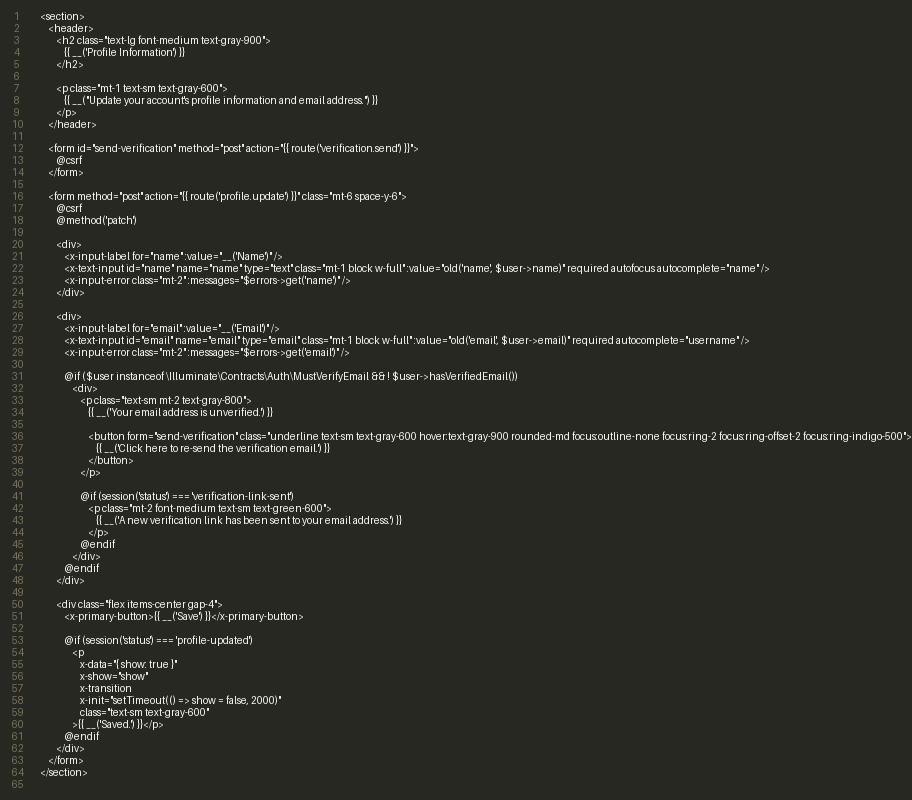 1 <section>
2 <header>
3 <h2 class="text-lg font-medium text-gray-900">
4 {{ __('Profile Information') }}
5 </h2>
6
7 <p class="mt-1 text-sm text-gray-600">
8 {{ __("Update your account's profile information and email address.") }}
9 </p>
10 </header>
11
12 <form id="send-verification" method="post" action="{{ route('verification.send') }}">
13 @csrf
14 </form>
15
16 <form method="post" action="{{ route('profile.update') }}" class="mt-6 space-y-6">
17 @csrf
18 @method('patch')
19
20 <div>
21 <x-input-label for="name" :value="__('Name')" />
22 <x-text-input id="name" name="name" type="text" class="mt-1 block w-full" :value="old('name', $user->name)" required autofocus autocomplete="name" />
23 <x-input-error class="mt-2" :messages="$errors->get('name')" />
24 </div>
25
26 <div>
27 <x-input-label for="email" :value="__('Email')" />
28 <x-text-input id="email" name="email" type="email" class="mt-1 block w-full" :value="old('email', $user->email)" required autocomplete="username" />
29 <x-input-error class="mt-2" :messages="$errors->get('email')" />
30
31 @if ($user instanceof \Illuminate\Contracts\Auth\MustVerifyEmail && ! $user->hasVerifiedEmail())
32 <div>
33 <p class="text-sm mt-2 text-gray-800">
34 {{ __('Your email address is unverified.') }}
35
36 <button form="send-verification" class="underline text-sm text-gray-600 hover:text-gray-900 rounded-md focus:outline-none focus:ring-2 focus:ring-offset-2 focus:ring-indigo-500">
37 {{ __('Click here to re-send the verification email.') }}
38 </button>
39 </p>
40
41 @if (session('status') === 'verification-link-sent')
42 <p class="mt-2 font-medium text-sm text-green-600">
43 {{ __('A new verification link has been sent to your email address.') }}
44 </p>
45 @endif
46 </div>
47 @endif
48 </div>
49
50 <div class="flex items-center gap-4">
51 <x-primary-button>{{ __('Save') }}</x-primary-button>
52
53 @if (session('status') === 'profile-updated')
54 <p
55 x-data="{ show: true }"
56 x-show="show"
57 x-transition
58 x-init="setTimeout(() => show = false, 2000)"
59 class="text-sm text-gray-600"
60 >{{ __('Saved.') }}</p>
61 @endif
62 </div>
63 </form>
64 </section>
65